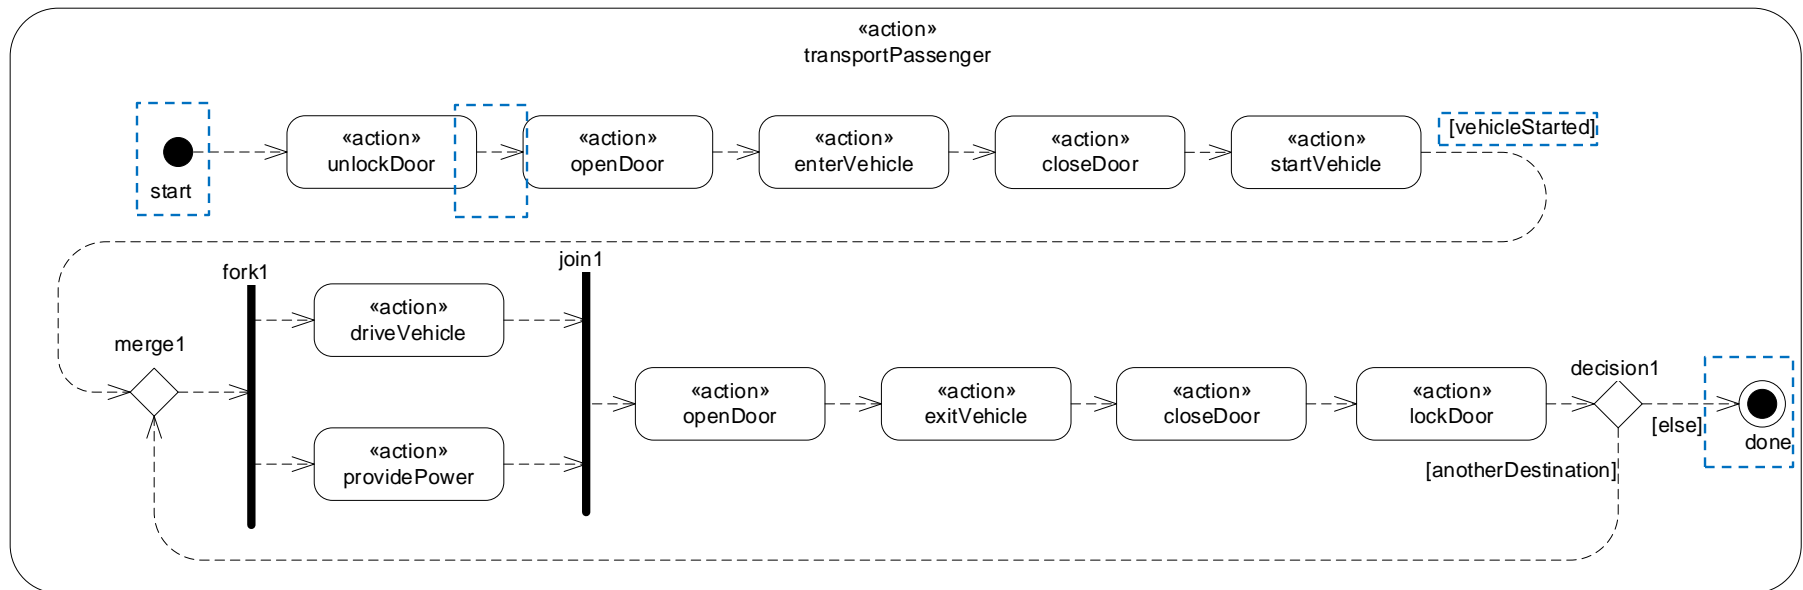 «action»
transportPassenger
start
«action»
unlockDoor
«action»
openDoor
«action»
enterVehicle
«action»
closeDoor
«action»
startVehicle
[vehicleStarted]
merge1
fork1
«action»
driveVehicle
«action»
providePower
join1
«action»
openDoor
«action»
exitVehicle
«action»
closeDoor
«action»
lockDoor
decision1
[else]
[anotherDestination]
done